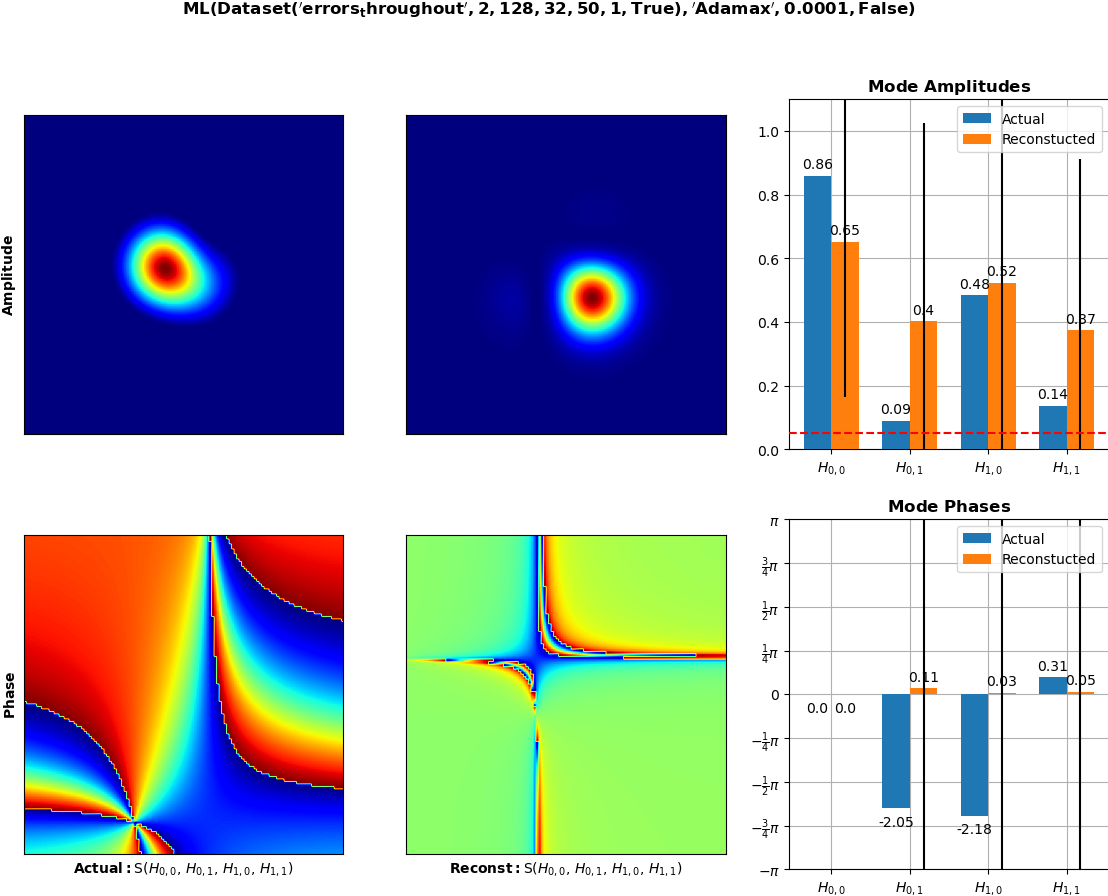 ML(Dataset('errors_throughout', 2, 128, 32, 50, 1, True), 'Adamax', 0.0001, False)
Amplitude
Mode Amplitudes
Actual
Reconstucted
1.0
0.8
0.6
0.4
0.2
0.0
0.86
0.65
0.09
0.4
0.48
0.52
0.14
0.37
H0,0
H0,1
H1,0
H1,1
Phase
Actual: S(H0,0, H0,1, H1,0, H1,1)
Reconst: S(H0,0, H0,1, H1,0, H1,1)
Mode Phases
Actual
Reconstucted
π
3/4π
1/2π
1/4π
0
−1/4π
−1/2π
−3/4π
−π
0.0
0.0
-2.05
0.11
-2.18
0.03
0.31
0.05
H0,0
H0,1
H1,0
H1,1